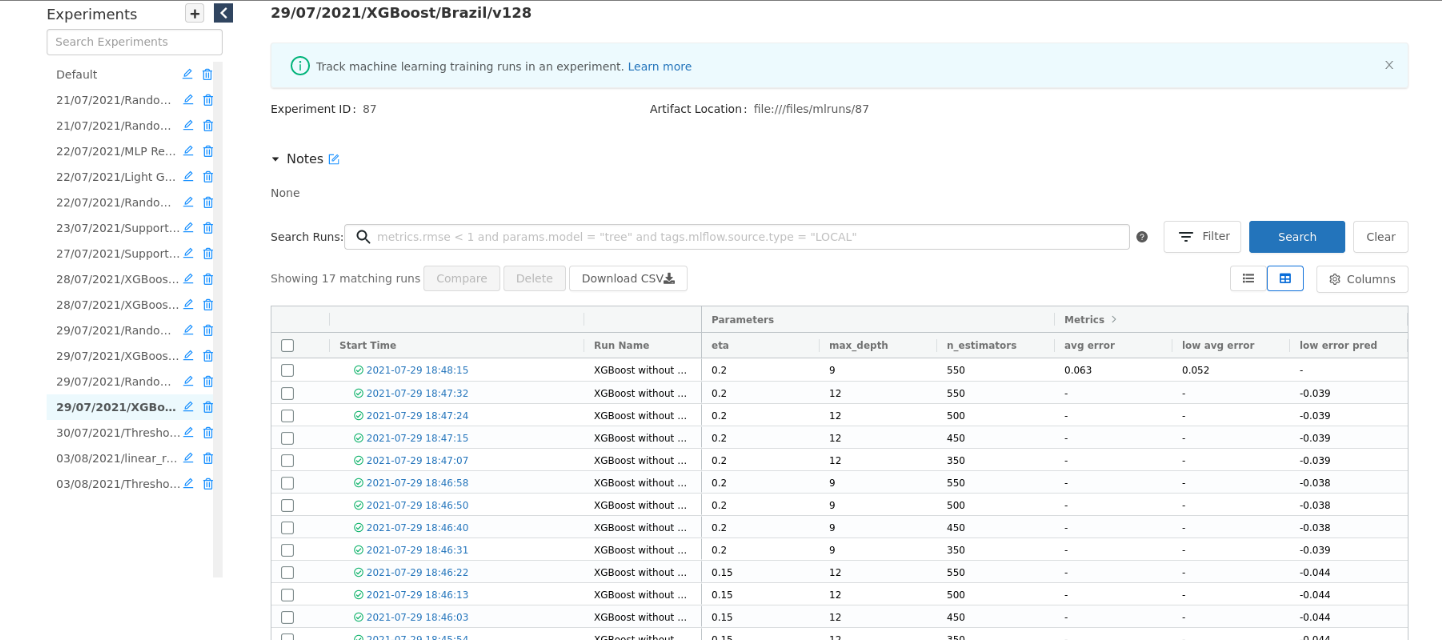 Experiments
Search Experiments
Default
21/07/2021/Rando...
21/07/2021/Rando...
22/07/2021/MLP Re...
22/07/2021/Light G...
22/07/2021/Rando...
23/07/2021/Support...
27/07/2021/Support...
28/07/2021/XGBoos...
28/07/2021/XGBoos...
29/07/2021/Rando...
29/07/2021/XGBoos...
29/07/2021/Rando...
29/07/2021/XGBo...
30/07/2021/Thresho...
03/08/2021/linear_r...
03/08/2021/Thresho...
29/07/2021/XGBoost/Brazil/v128
Track machine learning training runs in an experiment. Learn more
Experiment ID: 87 Artifact Location: file:///files/mlruns/87
Notes
None
Search Runs: metrics.rmse < 1 and params.model = "tree" and tags.mlflow.source.type = "LOCAL" ? Filter Search Clear
Showing 17 matching runs Compare Delete Download CSV Columns
Parameters Metrics >
Start Time Run Name eta max_depth n_estimators avg error low avg error low error pred
2021-07-29 18:48:15 XGBoost without ... 0.2 9 550 0.063 0.052 -
2021-07-29 18:47:32 XGBoost without ... 0.2 12 550 - - -0.039
2021-07-29 18:47:24 XGBoost without ... 0.2 12 500 - - -0.039
2021-07-29 18:47:15 XGBoost without ... 0.2 12 450 - - -0.039
2021-07-29 18:47:07 XGBoost without ... 0.2 12 350 - - -0.039
2021-07-29 18:46:58 XGBoost without ... 0.2 9 550 - - -0.038
2021-07-29 18:46:50 XGBoost without ... 0.2 9 500 - - -0.038
2021-07-29 18:46:40 XGBoost without ... 0.2 9 450 - - -0.038
2021-07-29 18:46:31 XGBoost without ... 0.2 9 350 - - -0.039
2021-07-29 18:46:22 XGBoost without ... 0.15 12 550 - - -0.044
2021-07-29 18:46:13 XGBoost without ... 0.15 12 500 - - -0.044
2021-07-29 18:46:03 XGBoost without ... 0.15 12 450 - - -0.044
2021-07-29 18:45:54 XGBoost without ... 0.15 12 350 - - -0.044